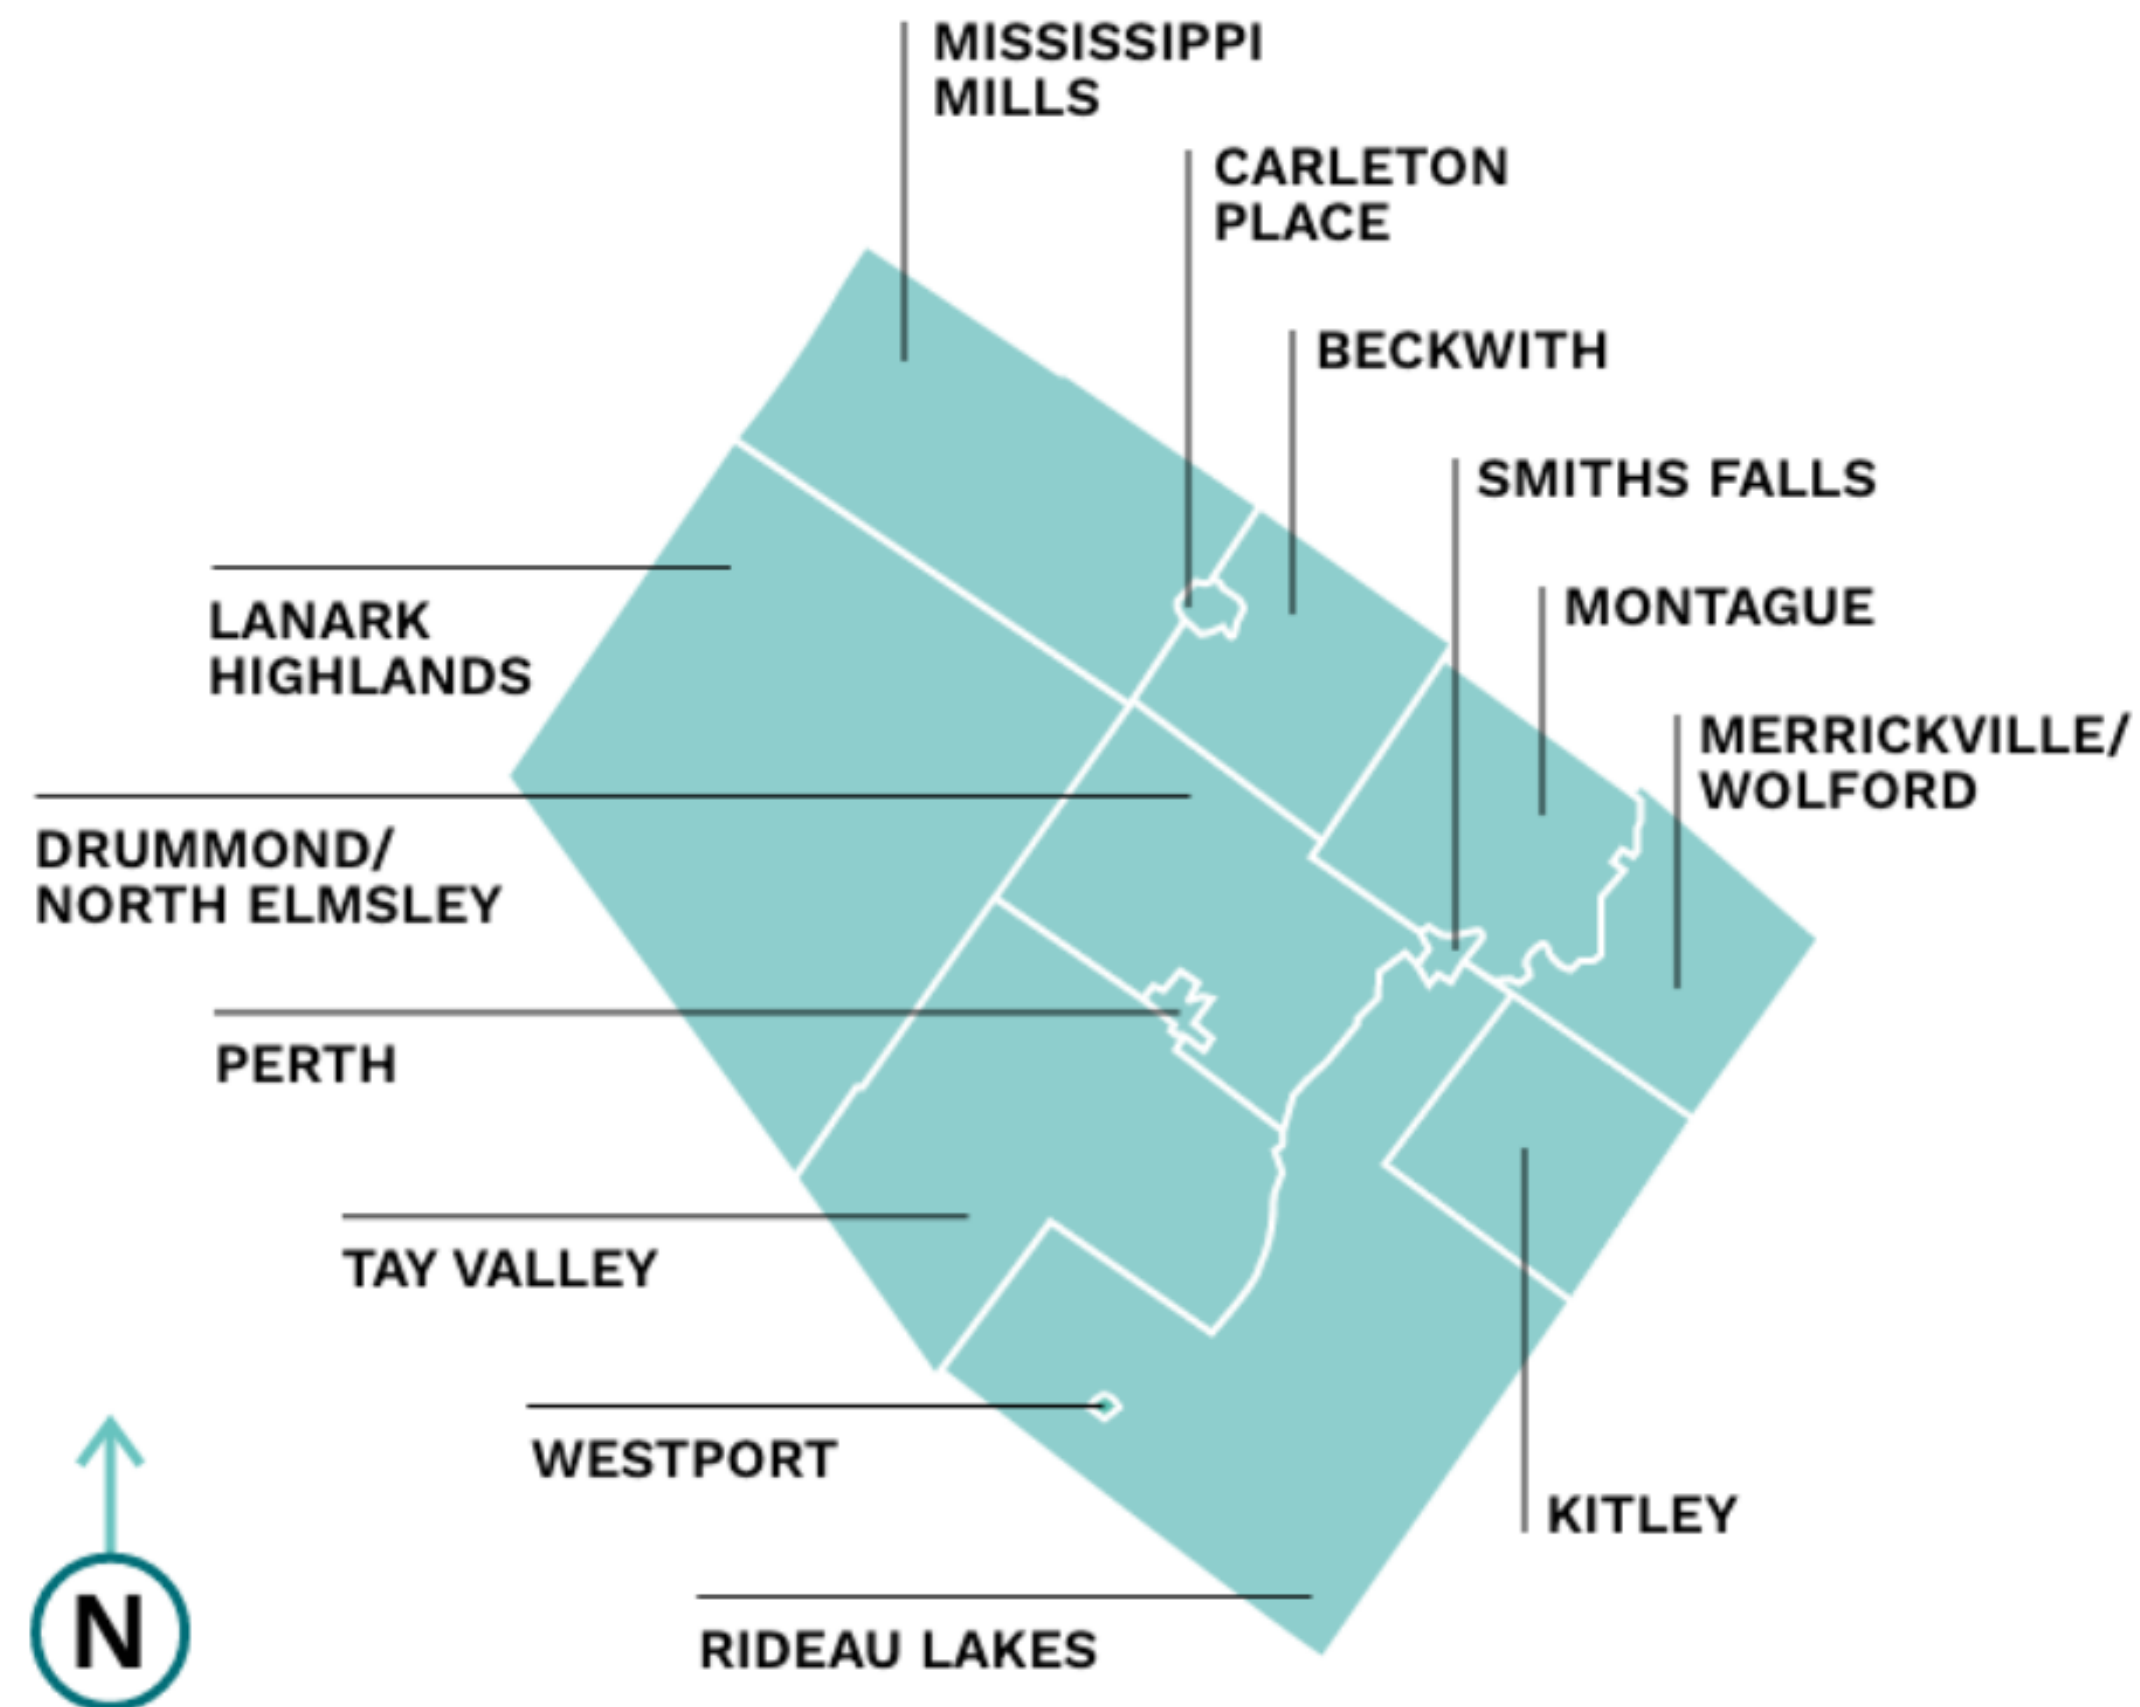 MISSISSIPPI
MILLS
CARLETON
PLACE
BECKWITH
SMITHS FALLS
MONTAGUE
MERRICKVILLE/
WOLFORD
LANARK
HIGHLANDS
DRUMMOND/
NORTH ELMSLEY
PERTH
TAY VALLEY
WESTPORT
KITLEY
RIDEAU LAKES
N